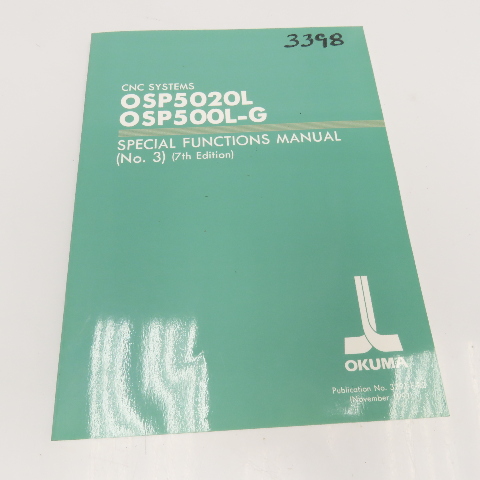 3398
CNC SYSTEMS
OSP5020L
OSP500L-G
SPECIAL FUNCTIONS MANUAL
(No. 3) (7th Edition)
OKUMA
Publication No.
(November,